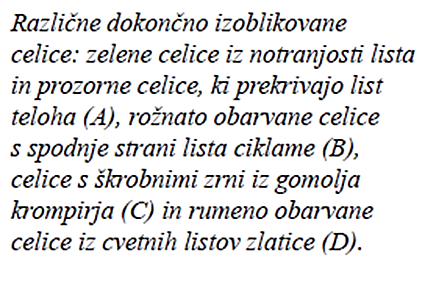 Različne dokončno izoblikovane
celice: zelene celice iz notranjosti lista
in prozorne celice, ki prekrivajo list
teloha (A), rožnato obarvane celice
s spodnje strani lista ciklame (B),
celice s škrobnimi zrni iz gomolja
krompirja (C) in rumeno obarvane
celice iz cvetnih listov zlatice (D).